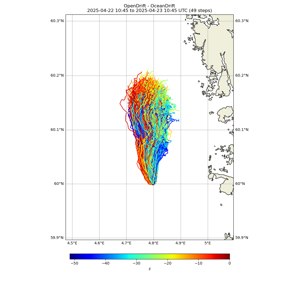 OpenDrift - OceanDrift
2025-04-22 10:45 to 2025-04-23 10:45 UTC (49 steps)
60.3°N 60.3°N
60.2°N 60.2°N
60.1°N 60.1°N
60°N 60°N
59.9°N 59.9°N
4.5°E 4.6°E 4.7°E 4.8°E 4.9°E 5°E
−50 −40 −30 −20 −10 0
z